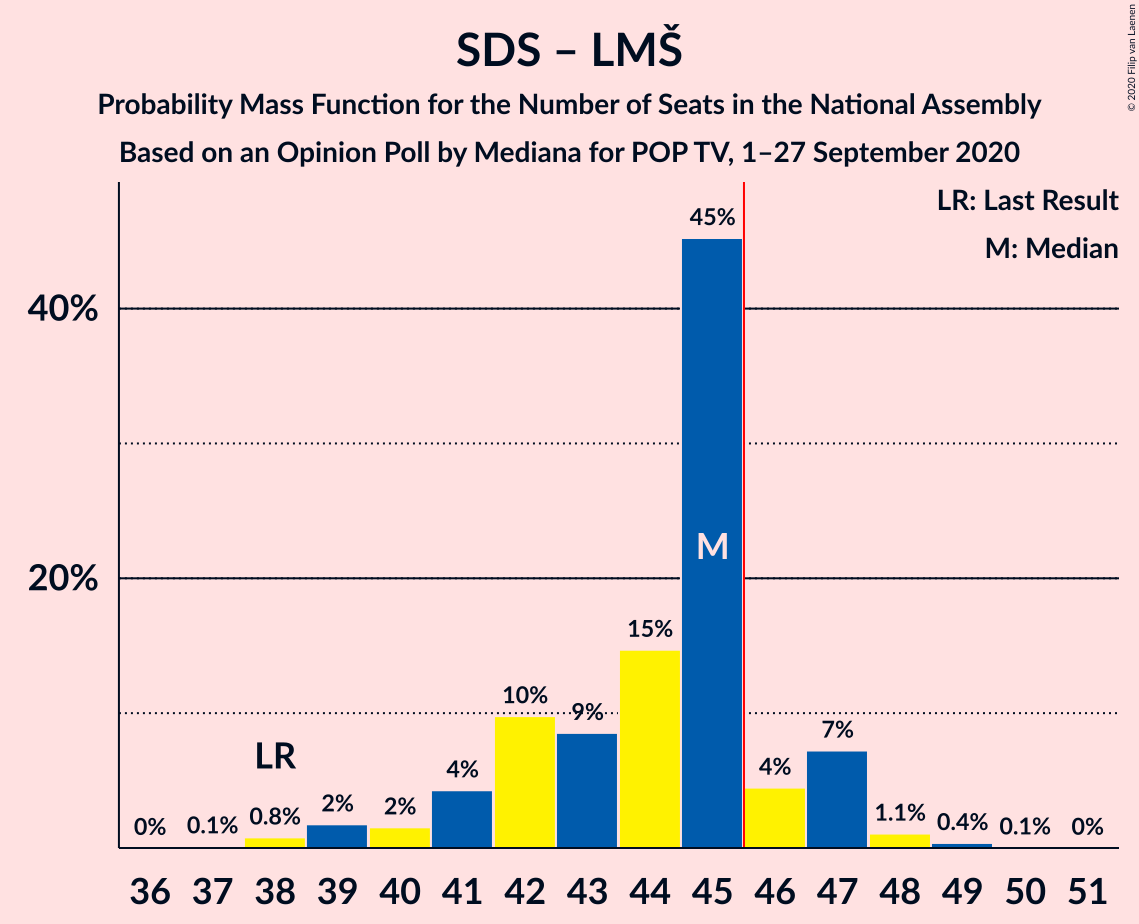 SDS – LMŠ
Probability Mass Function for the Number of Seats in the National Assembly
Based on an Opinion Poll by Mediana for POP TV, 1–27 September 2020
© 2020 Filip van Laenen
LR: Last Result
M: Median
40%
20%
0%
0.1%
0.8%
2%
2%
4%
10%
9%
15%
45%
4%
7%
1.1%
0.4%
0.1%
0%
LR
M
36 37 38 39 40 41 42 43 44 45 46 47 48 49 50 51